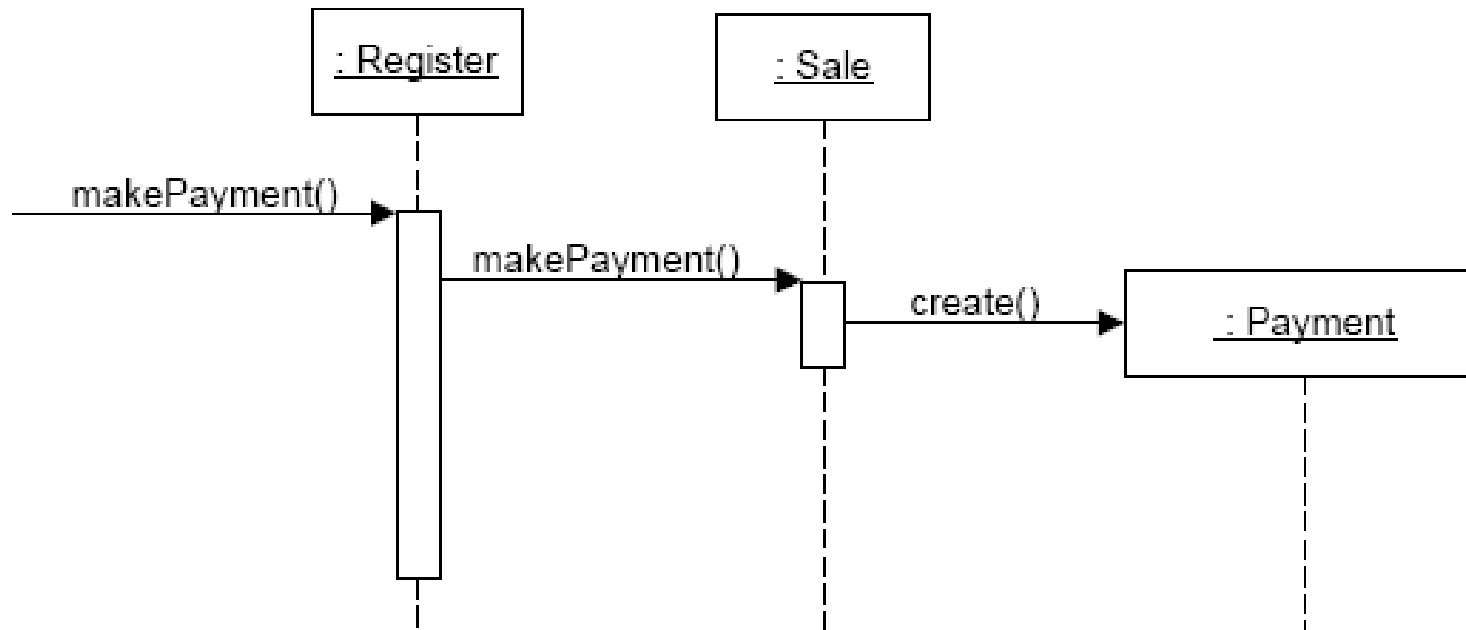 : Register
: Sale
makePayment()
makePayment()
create()
: Payment